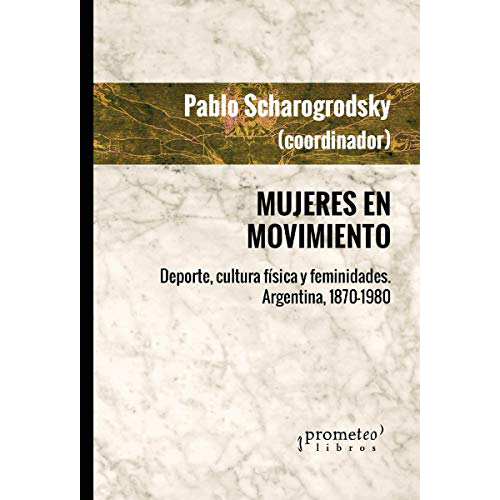 Pablo Scharogrodsky
(coordinador)
MUJERES EN
MOVIMIENTO
Deporte, cultura física y feminidades.
Argentina, 1870-1980
prometeo
libros